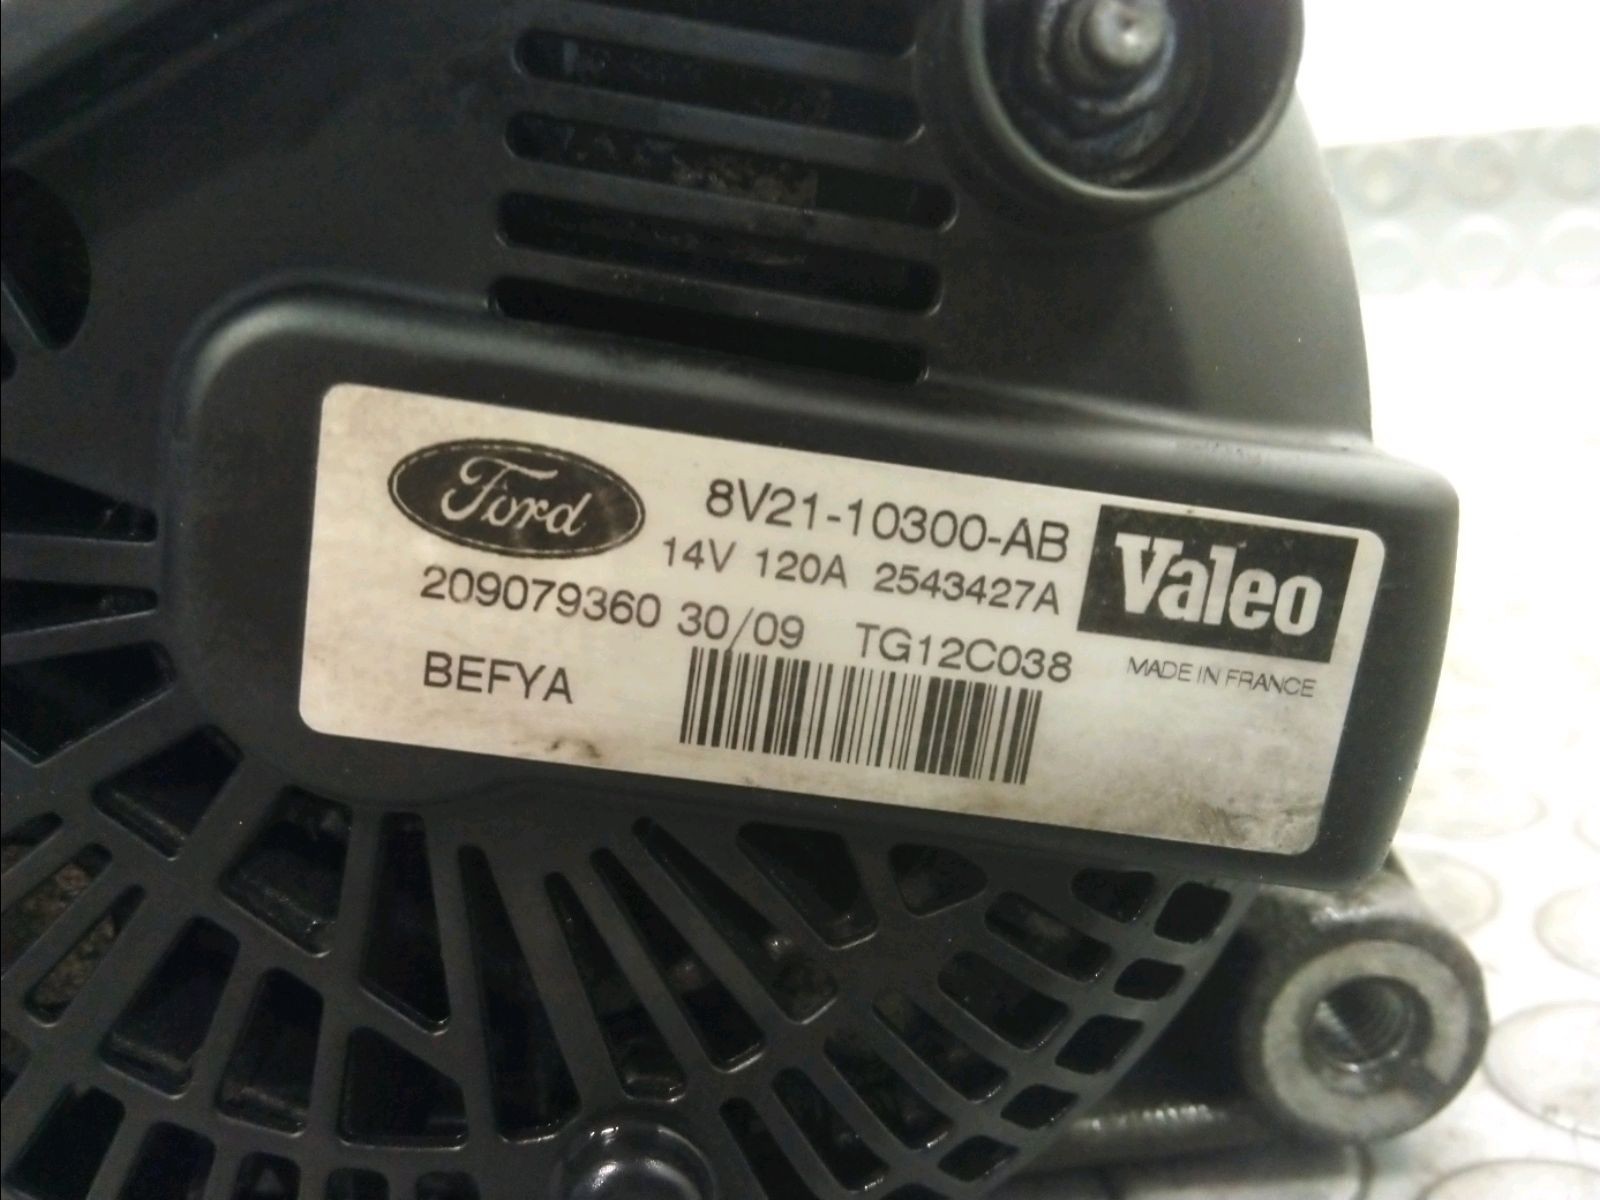 Ford
8V21-10300-AB
14V 120A 2543427A
209079360 30/09 TG12C038
BEFYA
Valeo
MADE IN FRANCE